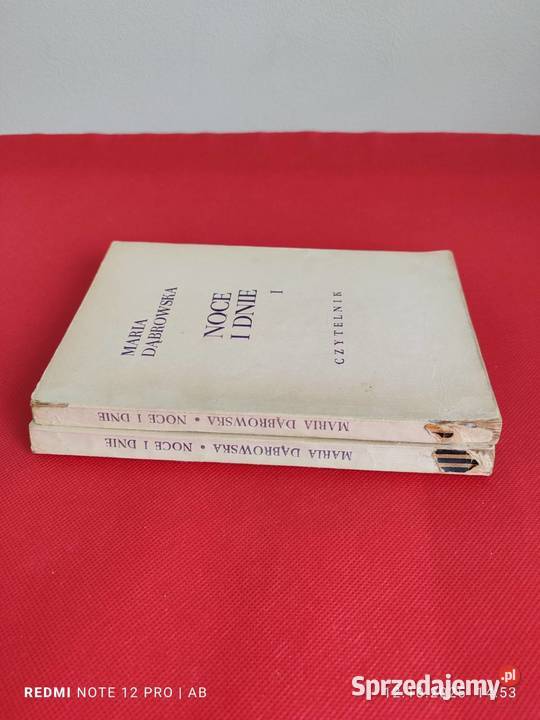 MARIA
DĄBROWSKA
NOCE
I DNIE
I
CZYTELNIK
MARIA DĄBROWSKA • NOCE I DNIE
MARIA DĄBROWSKA • NOCE I DNIE
REDMI NOTE 12 PRO | AB
Sprzedajemy.pl